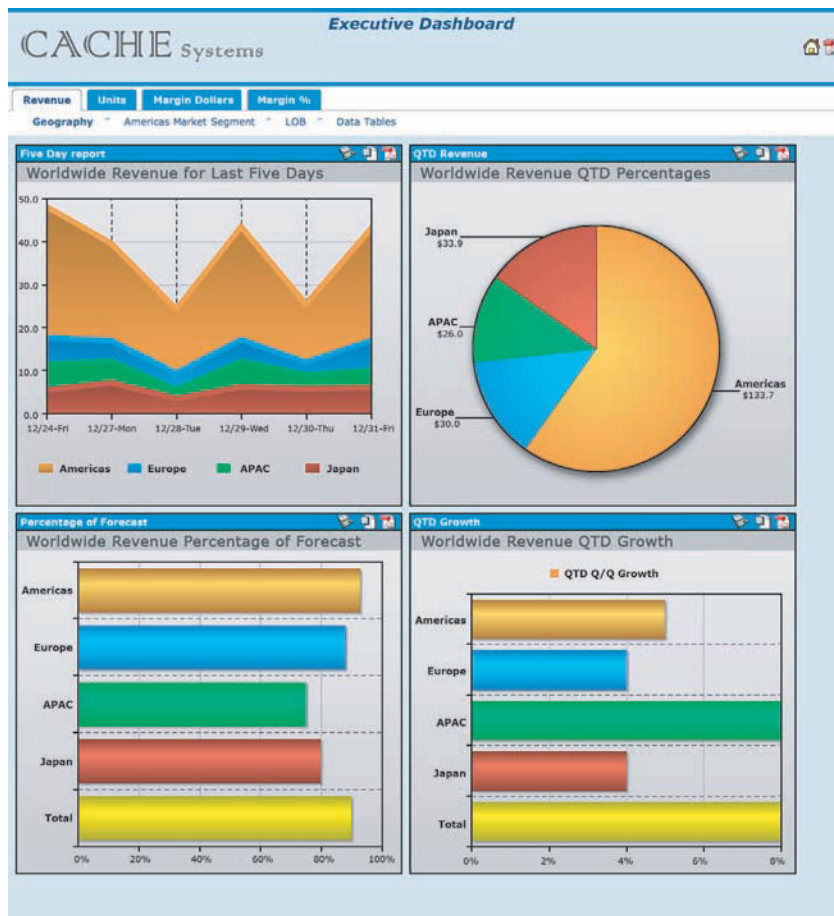 Executive Dashboard
CACHE Systems
Revenue Units Margin Dollars Margin %
Geography Americas Market Segment LOB Data Tables
Five Day report
Worldwide Revenue for Last Five Days
50.0
40.0
30.0
20.0
10.0
0.0
12/24-Fri 12/27-Mon 12/28-Tue 12/29-Wed 12/30-Thu 12/31-Fri
Americas Europe APAC Japan
QTD Revenue
Worldwide Revenue QTD Percentages
Japan
$33.9
APAC
$26.0
Europe
$30.0
Americas
$133.7
Percentage of Forecast
Worldwide Revenue Percentage of Forecast
Americas
Europe
APAC
Japan
Total
0% 20% 40% 60% 80% 100%
QTD Growth
Worldwide Revenue QTD Growth
QTD Q/Q Growth
Americas
Europe
APAC
Japan
Total
0% 2% 4% 6% 8%